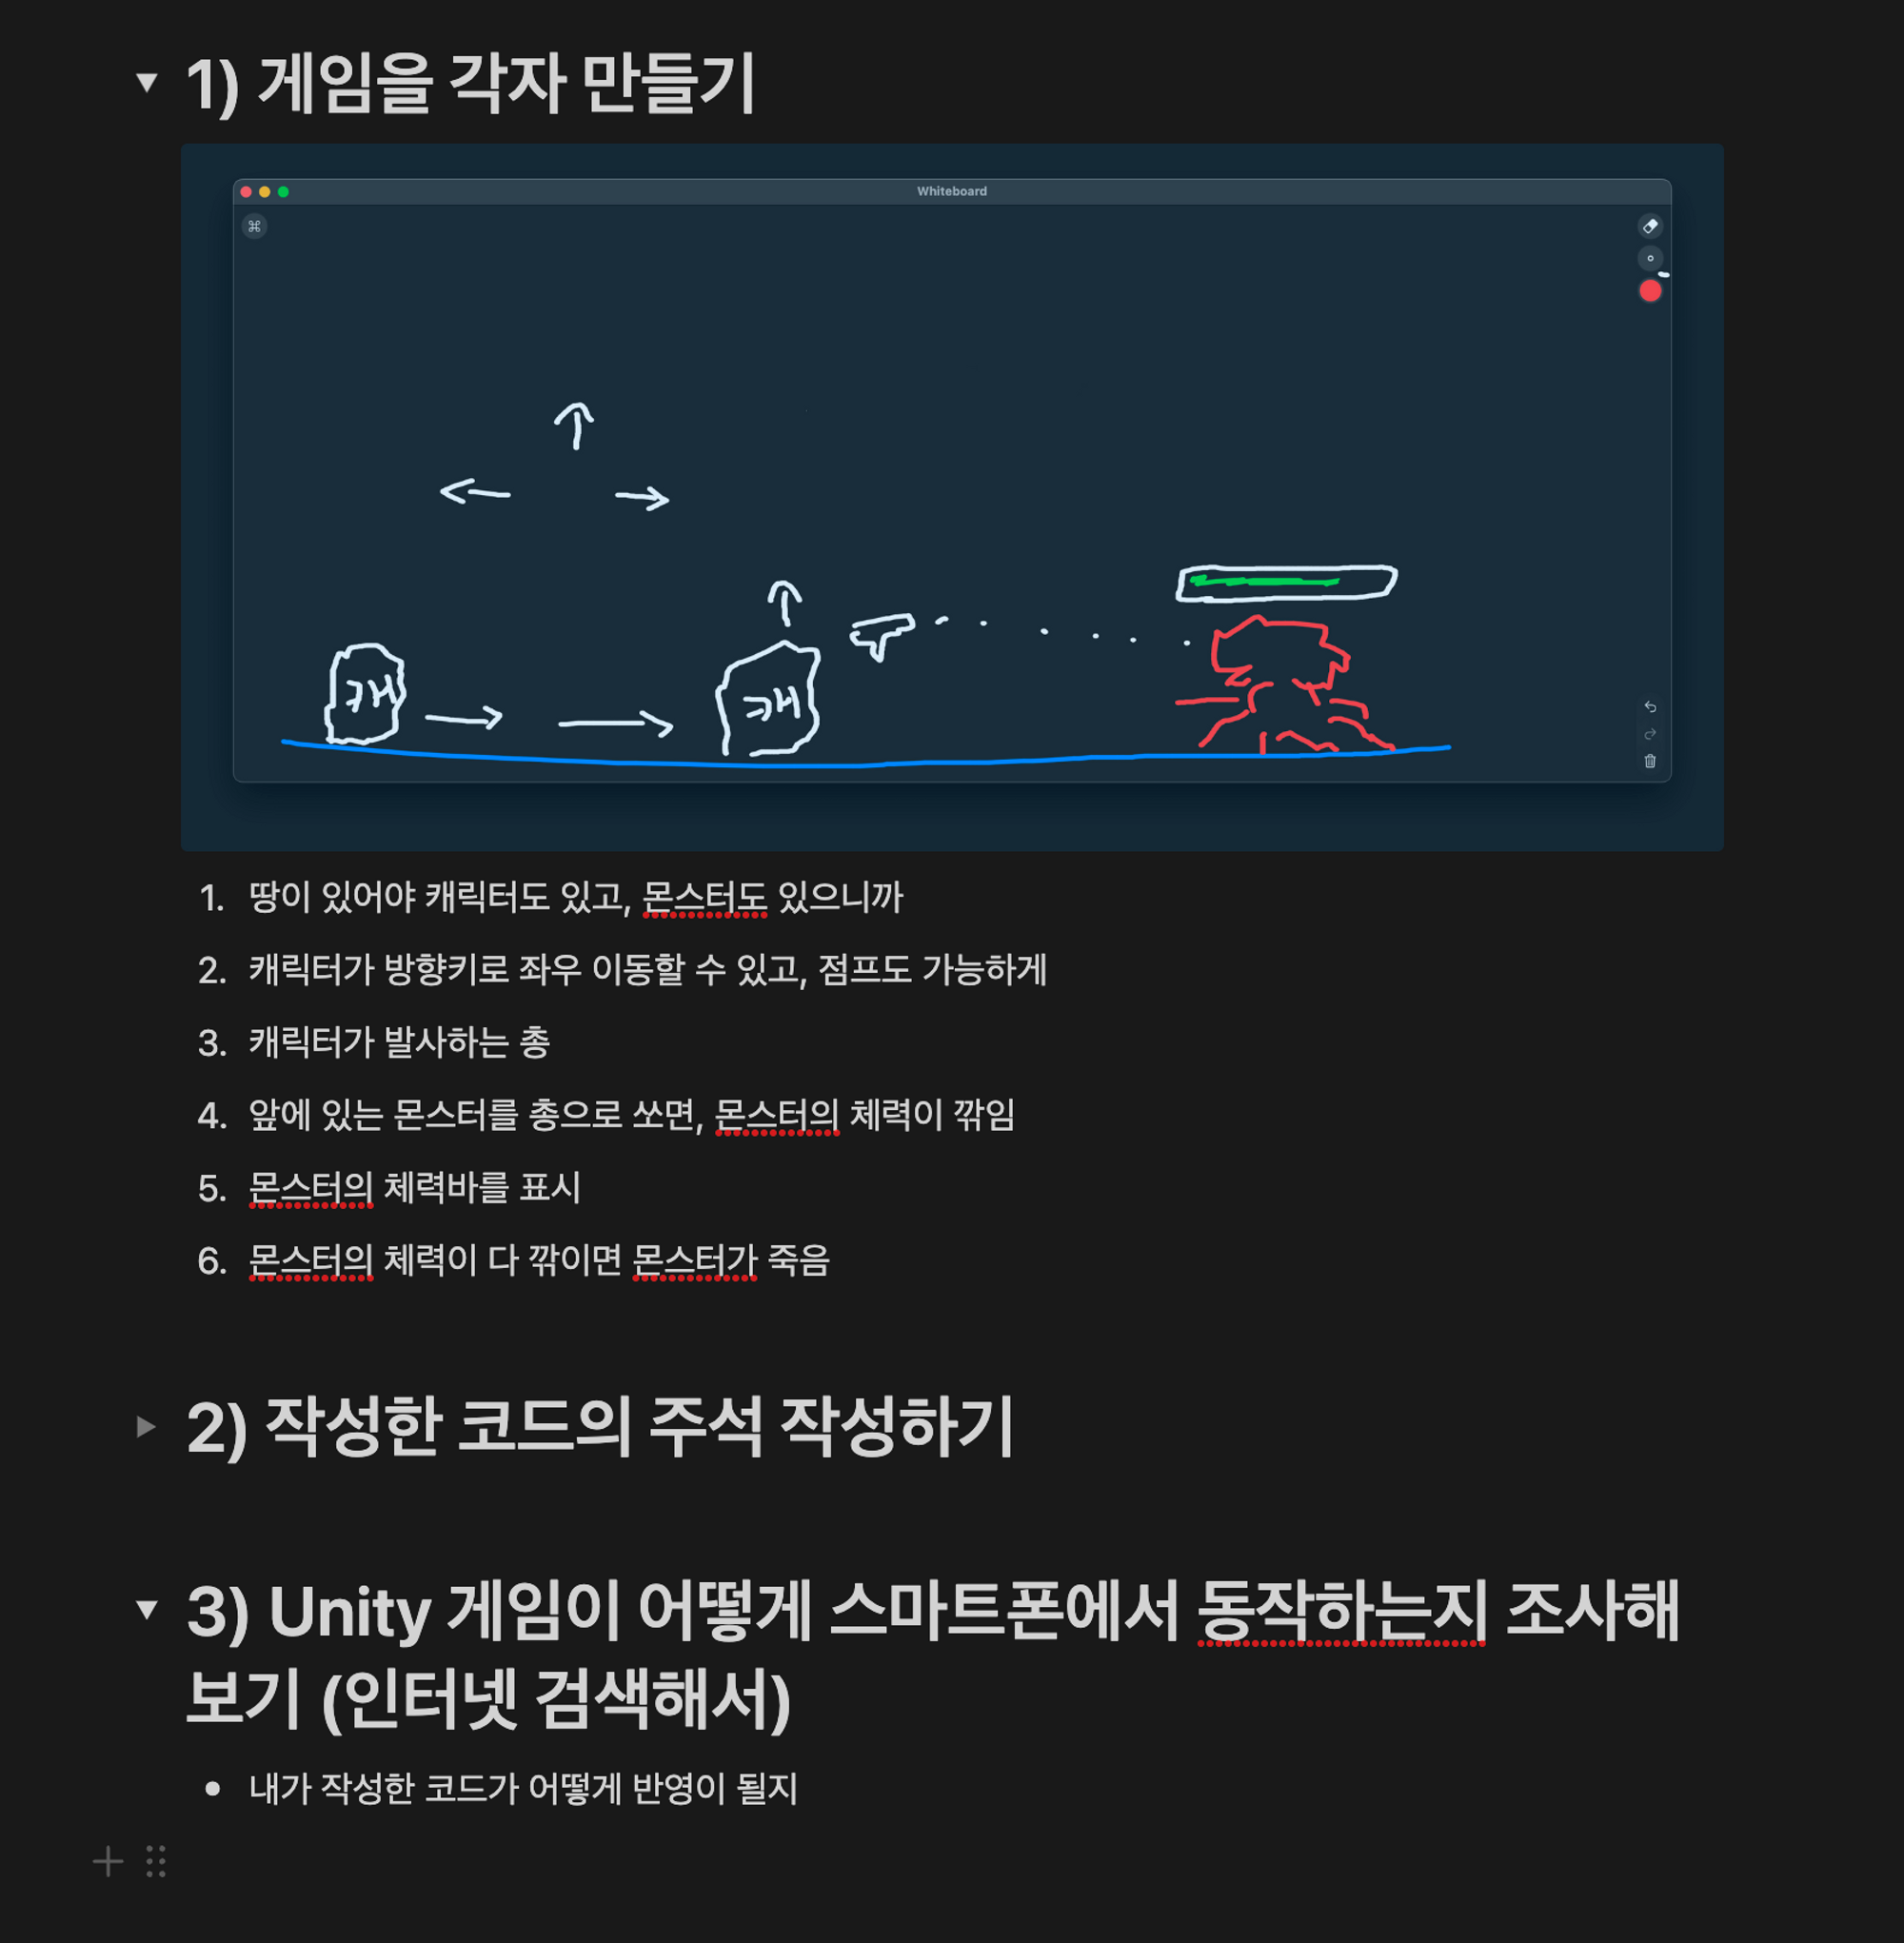 1) 게임을 각자 만들기
Whiteboard
캐
캐
1. 땅이 있어야 캐릭터도 있고, 몬스터도 있으니까
2. 캐릭터가 방향키로 좌우 이동할 수 있고, 점프도 가능하게
3. 캐릭터가 발사하는 총
4. 앞에 있는 몬스터를 총으로 쏘면, 몬스터의 체력이 깎임
5. 몬스터의 체력바를 표시
6. 몬스터의 체력이 다 깎이면 몬스터가 죽음
2) 작성한 코드의 주석 작성하기
3) Unity 게임이 어떻게 스마트폰에서 동작하는지 조사해
보기 (인터넷 검색해서)
• 내가 작성한 코드가 어떻게 반영이 될지